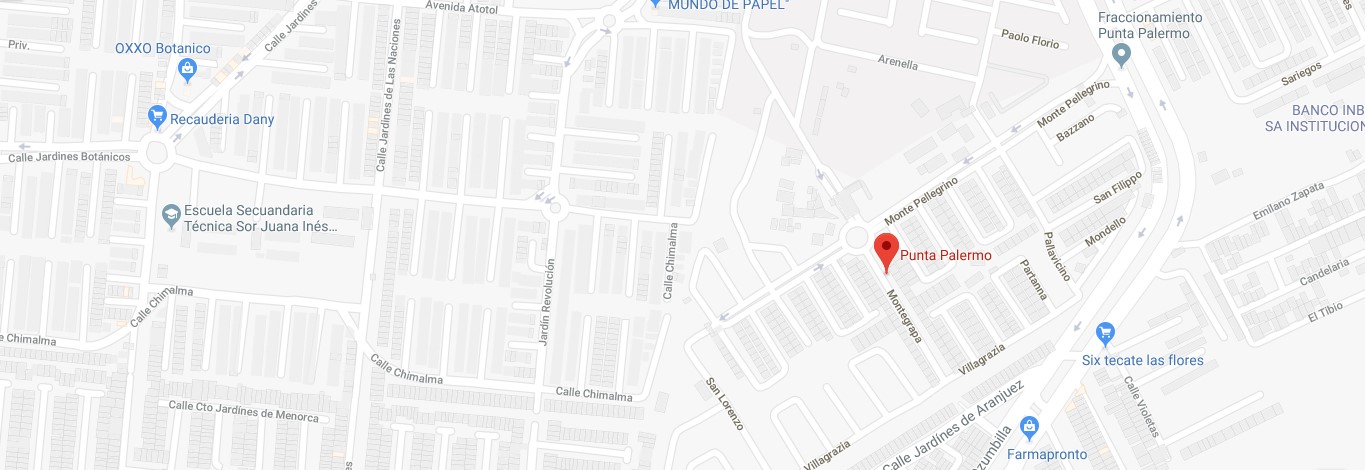 Avenida Atotol
MUNDO DE PAPEL"
Fraccionamiento
Punta Palermo
Calle Jardines
Priv.
OXXO Botanico
Calle Jardines de Las Naciones
Paolo Florio
Arenella
Sariegos
Recauderia Dany
Monte Pellegrino
Bazzano
BANCO INB
SA INSTITUCION
Calle Jardines Botánicos
Escuela Secuandaria
Técnica Sor Juana Inés...
Monte Pellegrino
San Filippo
Emiliano Zapata
Mondello
Pallavicino
Punta Palermo
Calle Chimalma
Jardín Revolución
Partanna
Candelaria
Calle Chimalma
Montegrapa
El Tibio
Calle Chimalma
Calle Chimalma
Villagrazia
Six tecate las flores
Calle Chimalma
San Lorenzo
Calle Jardines de Aranjuez
Calle Violetas
Calle Cto Jardínes de Menorca
Villagrazia
ozumbilla
Farmapronto